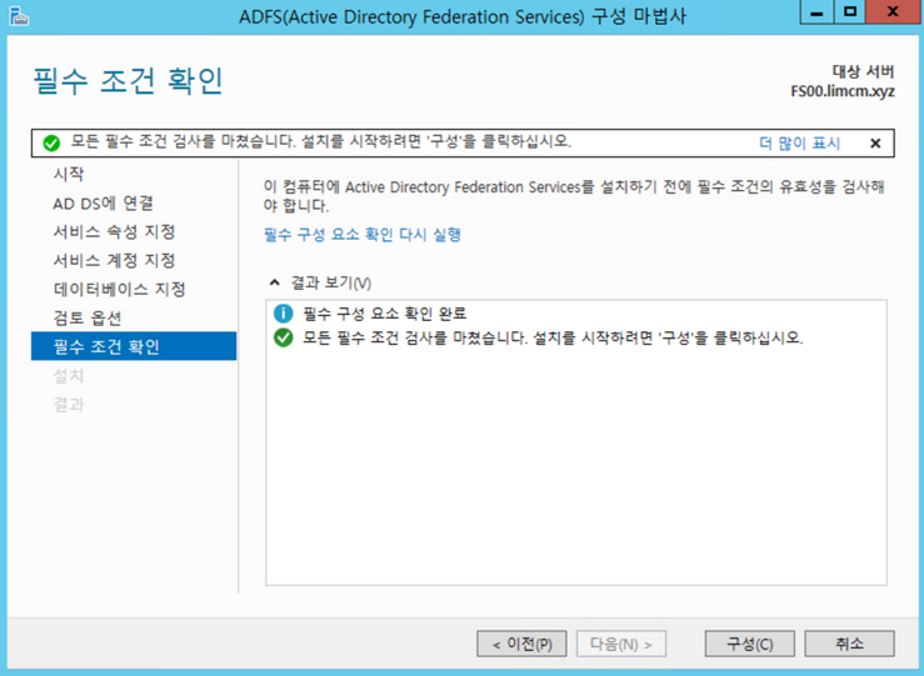 ADFS(Active Directory Federation Services) 구성 마법사
필수 조건 확인
대상 서버
FS00.limcm.xyz
모든 필수 조건 검사를 마쳤습니다. 설치를 시작하려면 '구성'을 클릭하십시오.
더 많이 표시
시작
AD DS에 연결
서비스 속성 지정
서비스 계정 지정
데이터베이스 지정
검토 옵션
필수 조건 확인
설치
결과
이 컴퓨터에 Active Directory Federation Services를 설치하기 전에 필수 조건의 유효성을 검사해
야 합니다.
필수 구성 요소 확인 다시 실행
결과 보기(V)
필수 구성 요소 확인 완료
모든 필수 조건 검사를 마쳤습니다. 설치를 시작하려면 '구성'을 클릭하십시오.
< 이전(P)
다음(N) >
구성(C)
취소